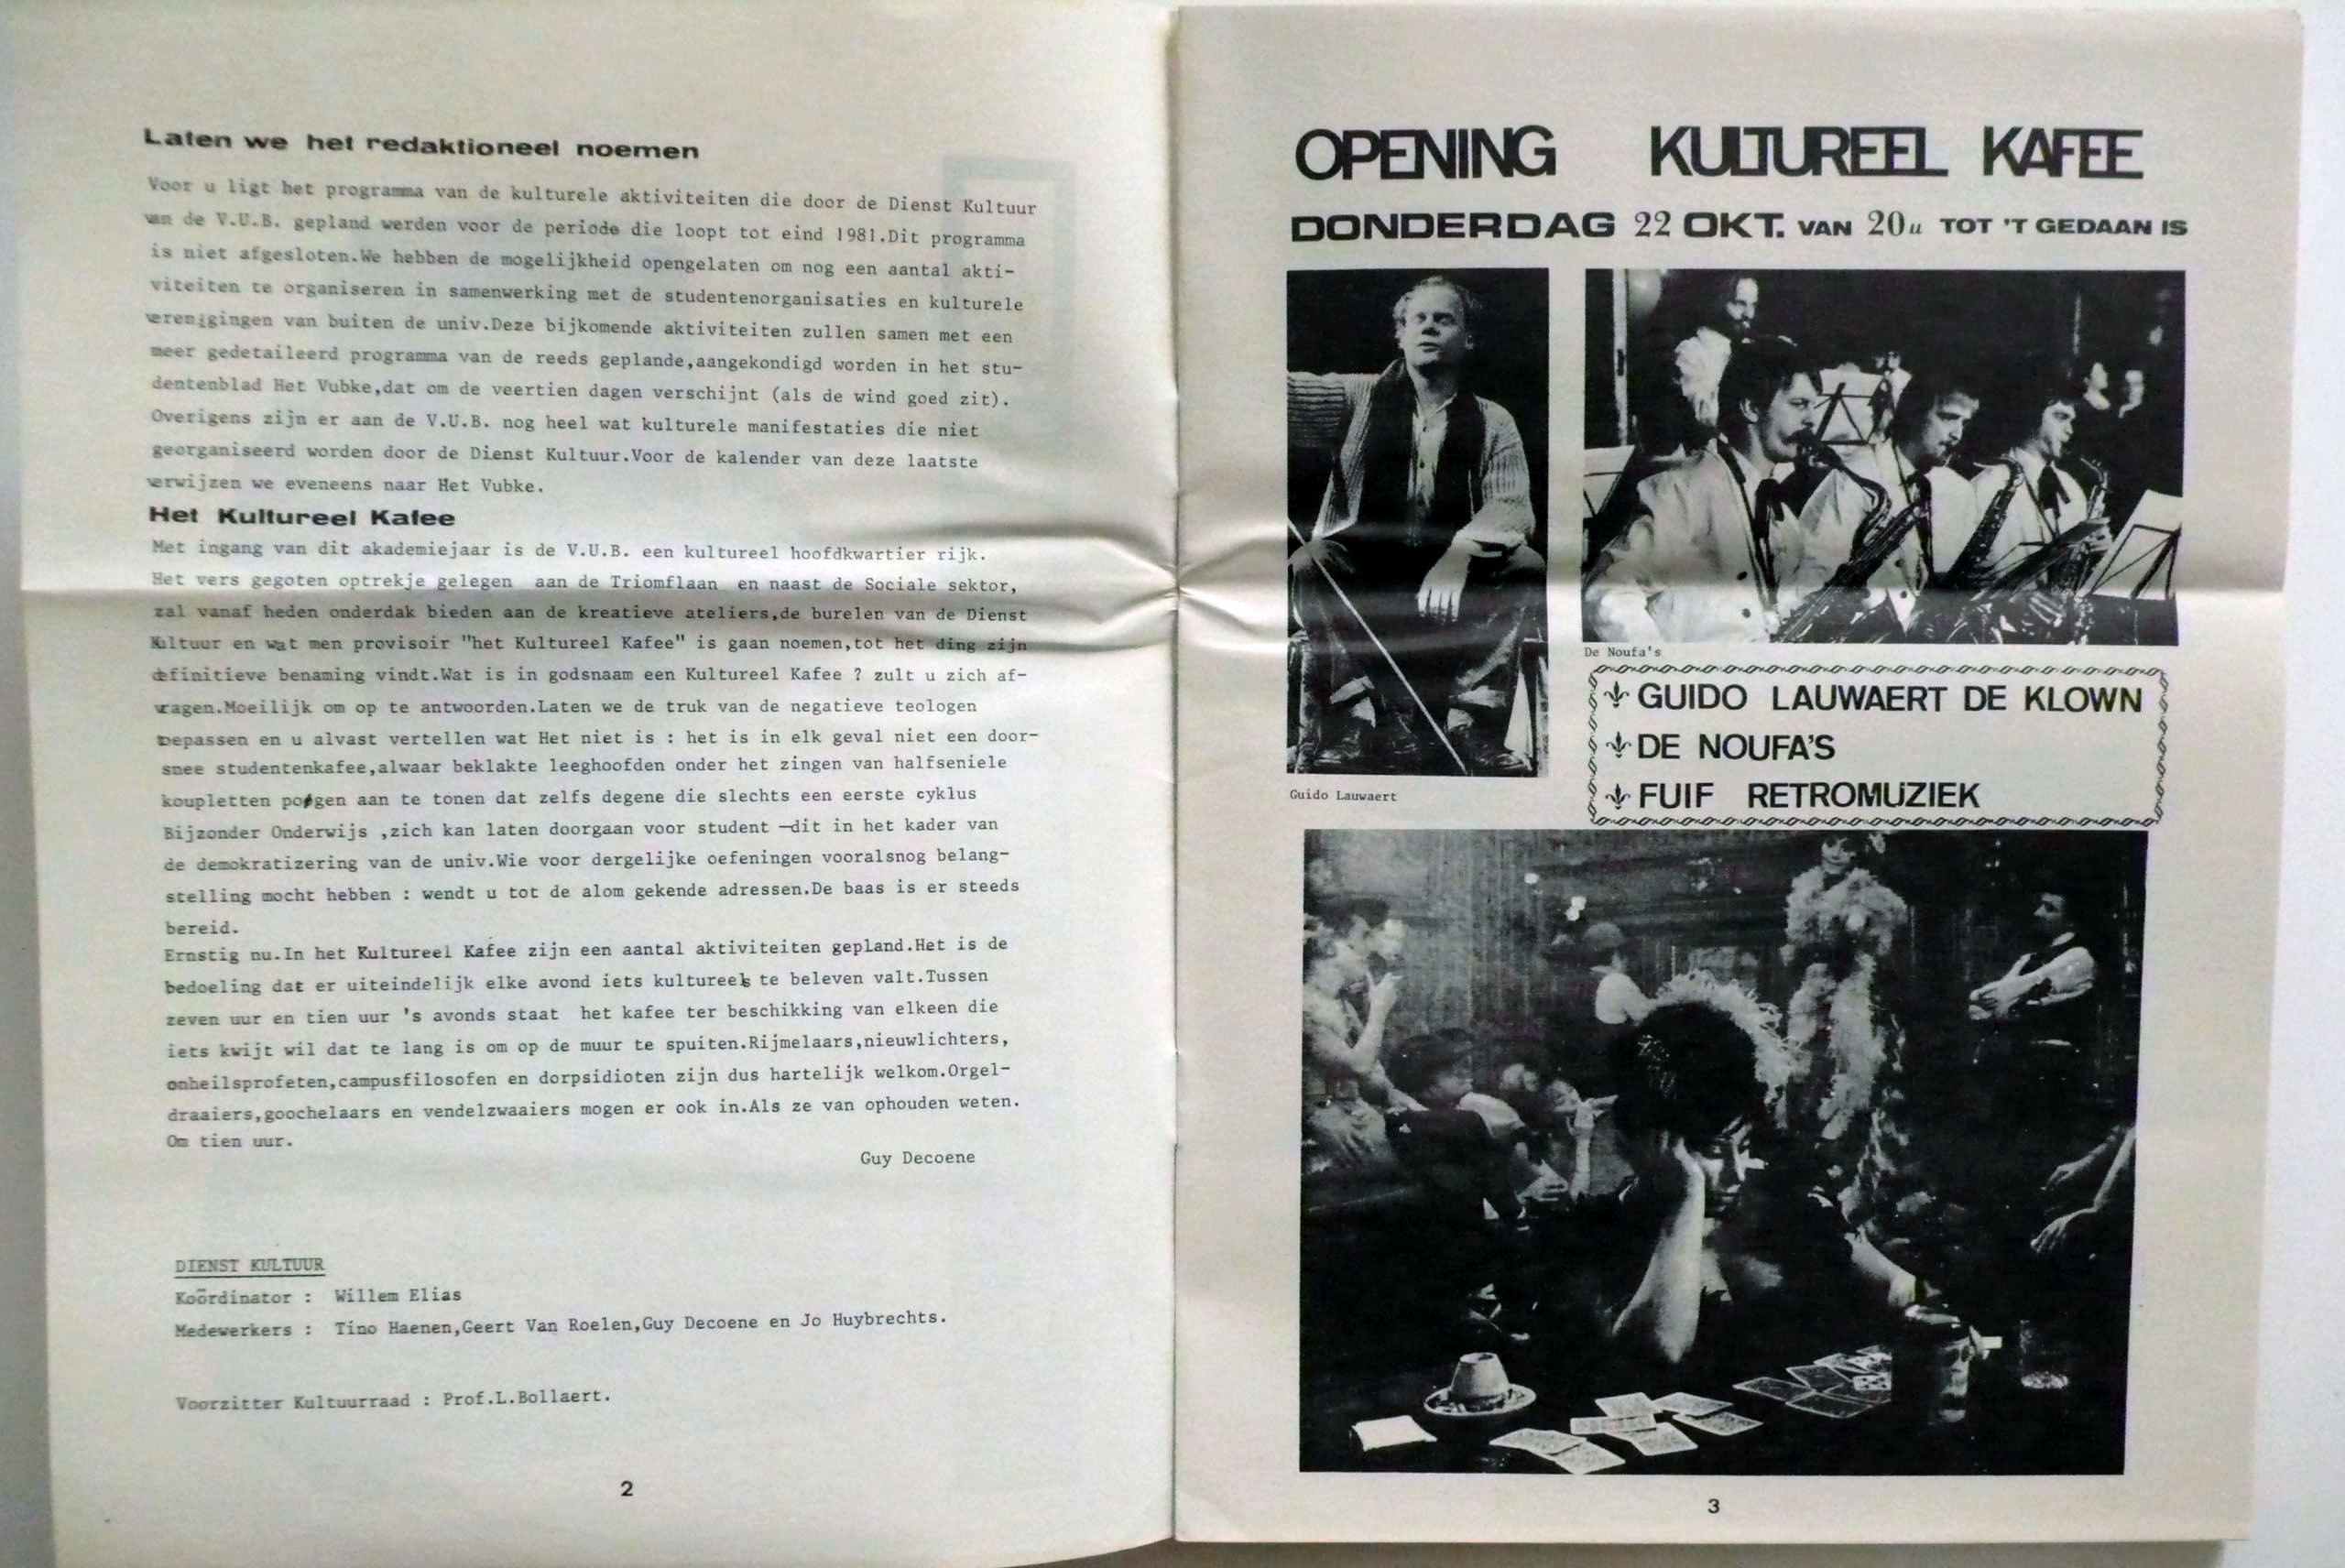 Laten we het redaktioneel noemen
Voor u ligt het programma van de kulturele aktiviteiten die door de Dienst Kultuur
van de V.U.B. gepland werden voor de periode die loopt tot eind 1981.Dit programma
is niet afgesloten.We hebben de mogelijkheid opengelaten om nog een aantal akti-
viteiten te organiseren in samenwerking met de studentenorganisaties en kulturele
verenigingen van buiten de univ.Deze bijkomende aktiviteiten zullen samen met een
meer gedetaileerd programma van de reeds geplande,aangekondigd worden in het stu-
dentenblad Het Vubke,dat om de veertien dagen verschijnt (als de wind goed zit).
Overigens zijn er aan de V.U.B. nog heel wat kulturele manifestaties die niet
georganiseerd worden door de Dienst Kultuur.Voor de kalender van deze laatste
verwijzen we eveneens naar Het Vubke.
Het Kultureel Kafee
Met ingang van dit akademiejaar is de V.U.B. een kultureel hoofdkwartier rijk.
Het vers gegoten optrekje gelegen aan de Triomflaan en naast de Sociale sektor,
zal vanaf heden onderdak bieden aan de kreatieve ateliers,de burelen van de Dienst
Kultuur en wat men provisoir "het Kultureel Kafee" is gaan noemen,tot het ding zijn
definitieve benaming vindt.Wat is in godsnaam een Kultureel Kafee ? zult u zich af-
vragen.Moeilijk om op te antwoorden.Laten we de truk van de negatieve teologen
toepassen en u alvast vertellen wat Het niet is : het is in elk geval niet een door-
snee studentenkafee,alwaar beklakte leeghoofden onder het zingen van halfseniele
koupletten pogen aan te tonen dat zelfs degene die slechts een eerste cyklus
Bijzonder Onderwijs ,zich kan laten doorgaan voor student —dit in het kader van
de demokratizering van de univ.Wie voor dergelijke oefeningen vooralsnog belang-
stelling mocht hebben : wendt u tot de alom gekende adressen.De baas is er steeds
bereid.
Ernstig nu.In het Kultureel Kafee zijn een aantal aktiviteiten gepland.Het is de
bedoeling dat er uiteindelijk elke avond iets kultureels te beleven valt.Tussen
zeven uur en tien uur 's avonds staat het kafee ter beschikking van elkeen die
iets kwijt wil dat te lang is om op de muur te spuiten.Rijmelaars,nieuwlichters,
onheilsprofeten,campusfilosofen en dorpsidioten zijn dus hartelijk welkom.Orgel-
draaiers,goochelaars en vendelzwaaiers mogen er ook in.Als ze van ophouden weten.
Om tien uur.
Guy Decoene
DIENST KULTUUR
Koördinator : Willem Elias
Medewerkers : Tino Haenen,Geert Van Roelen,Guy Decoene en Jo Huybrechts.
Voorzitter Kultuurraad : Prof.L.Bollaert.
2
OPENING KULTUREEL KAFEE
DONDERDAG 22 OKT. VAN 20u TOT 'T GEDAAN IS
De Noufa's
GUIDO LAUWAERT DE KLOWN
DE NOUFA'S
FUIF RETROMUZIEK
Guido Lauwaert
3